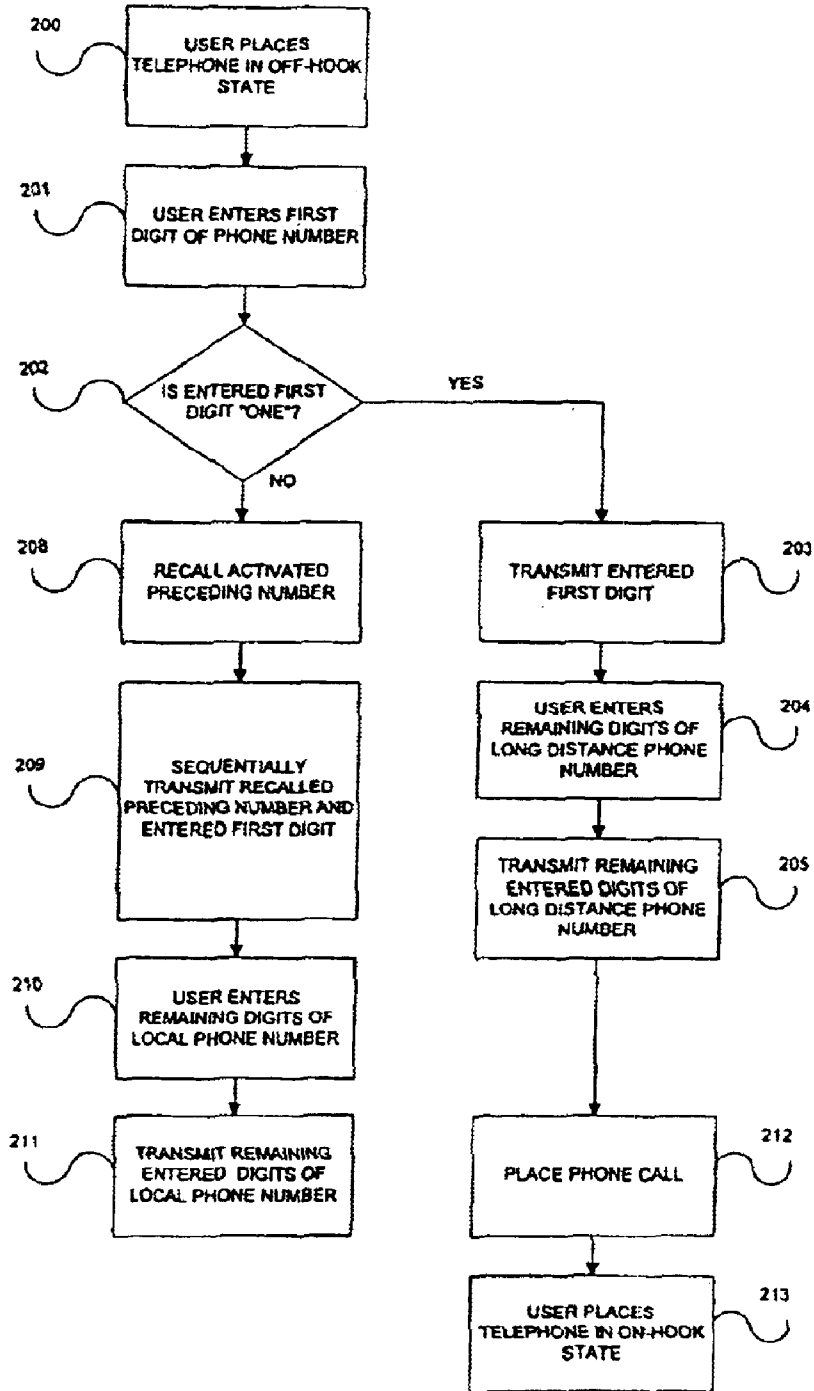 200
USER PLACES
TELEPHONE IN OFF-HOOK
STATE
201
USER ENTERS FIRST
DIGIT OF PHONE NUMBER
202
IS ENTERED FIRST
DIGIT "ONE"?
YES
NO
208
RECALL ACTIVATED
PRECEDING NUMBER
203
TRANSMIT ENTERED
FIRST DIGIT
204
USER ENTERS
REMAINING DIGITS OF
LONG DISTANCE PHONE
NUMBER
209
SEQUENTIALLY
TRANSMIT RECALLED
PRECEDING NUMBER AND
ENTERED FIRST DIGIT
205
TRANSMIT REMAINING
ENTERED DIGITS OF
LONG DISTANCE PHONE
NUMBER
210
USER ENTERS
REMAINING DIGITS OF
LOCAL PHONE NUMBER
211
TRANSMIT REMAINING
ENTERED DIGITS OF
LOCAL PHONE NUMBER
212
PLACE PHONE CALL
213
USER PLACES
TELEPHONE IN ON-HOOK
STATE